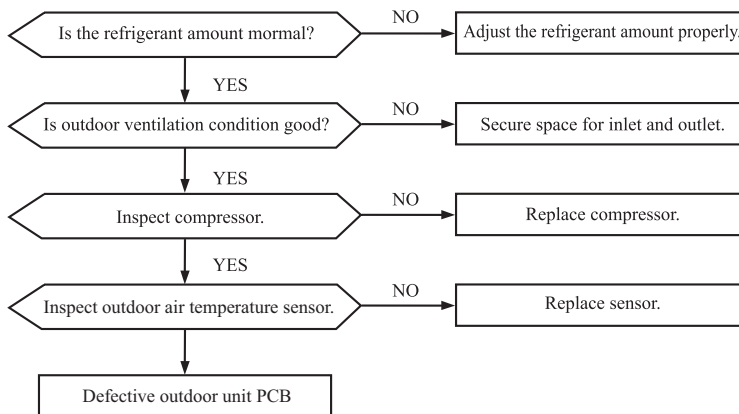 Is the refrigerant amount mormal?
NO
Adjust the refrigerant amount properly.
YES
Is outdoor ventilation condition good?
NO
Secure space for inlet and outlet.
YES
Inspect compressor.
NO
Replace compressor.
YES
Inspect outdoor air temperature sensor.
NO
Replace sensor.
Defective outdoor unit PCB